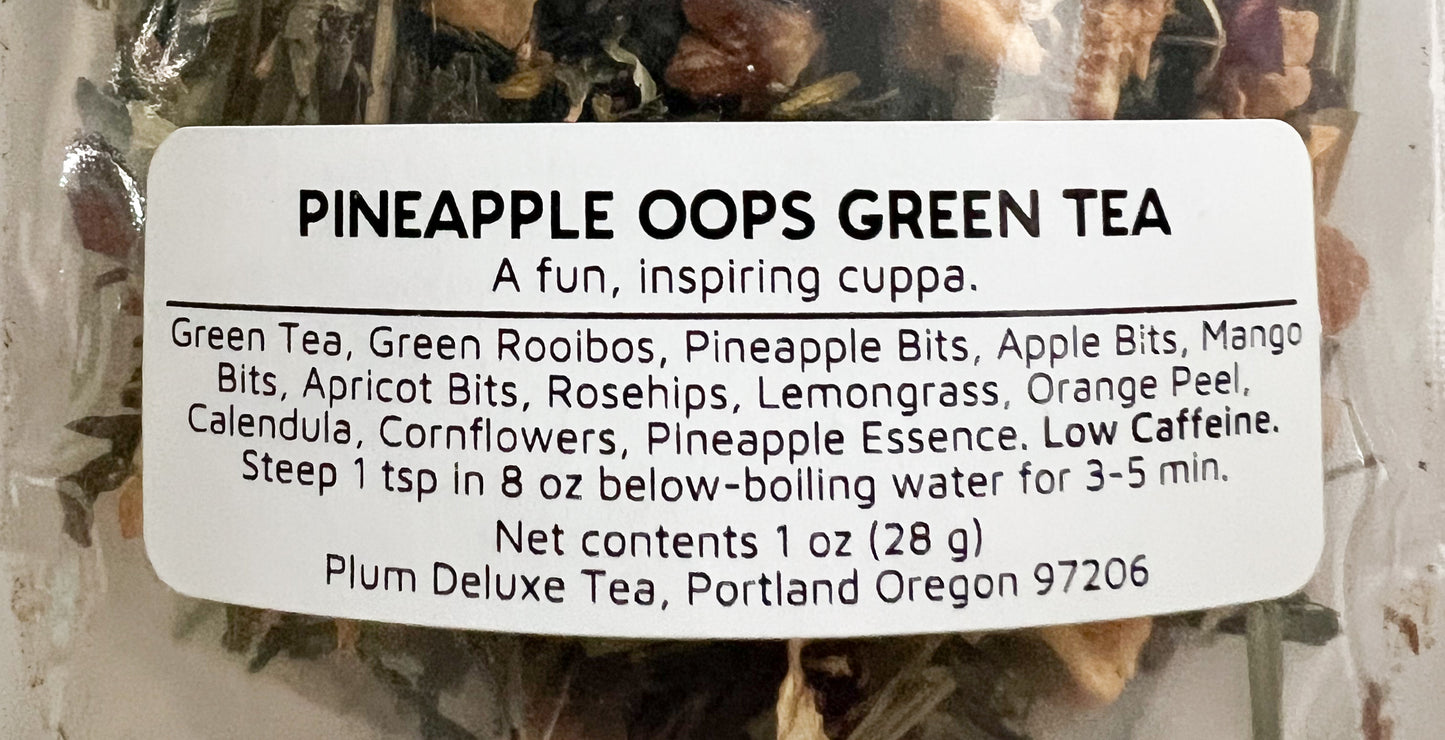 PINEAPPLE OOPS GREEN TEA
A fun, inspiring cuppa.
Green Tea, Green Rooibos, Pineapple Bits, Apple Bits, Mango
Bits, Apricot Bits, Rosehips, Lemongrass, Orange Peel,
Calendula, Cornflowers, Pineapple Essence. Low Caffeine.
Steep 1 tsp in 8 oz below-boiling water for 3-5 min.
Net contents 1 oz (28 g)
Plum Deluxe Tea, Portland Oregon 97206